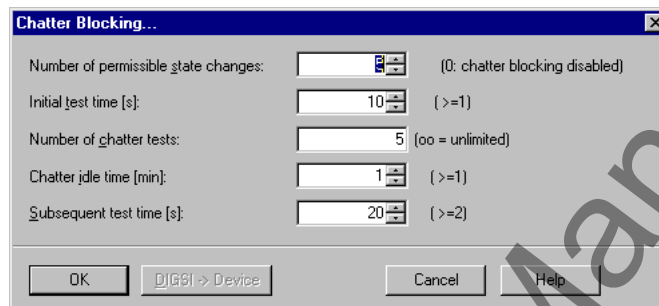 Chatter Blocking...
Number of permissible state changes: (0: chatter blocking disabled)
Initial test time [s]: 10 ( >=1)
Number of chatter tests: 5 (oo = unlimited)
Chatter idle time [min]: 1 ( >=1)
Subsequent test time [s]: 20 ( >=2)
OK DIGSI -> Device Cancel Help